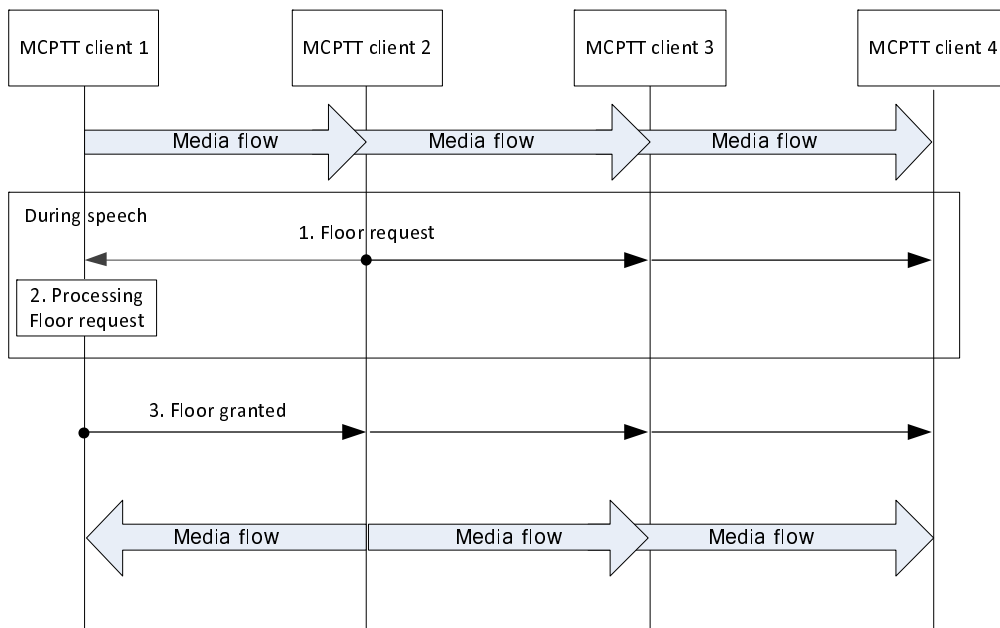 MCPTT client 1
MCPTT client 2
MCPTT client 3
MCPTT client 4
Media flow
Media flow
Media flow
During speech
1. Floor request
2. Processing
Floor request
3. Floor granted
Media flow
Media flow
Media flow